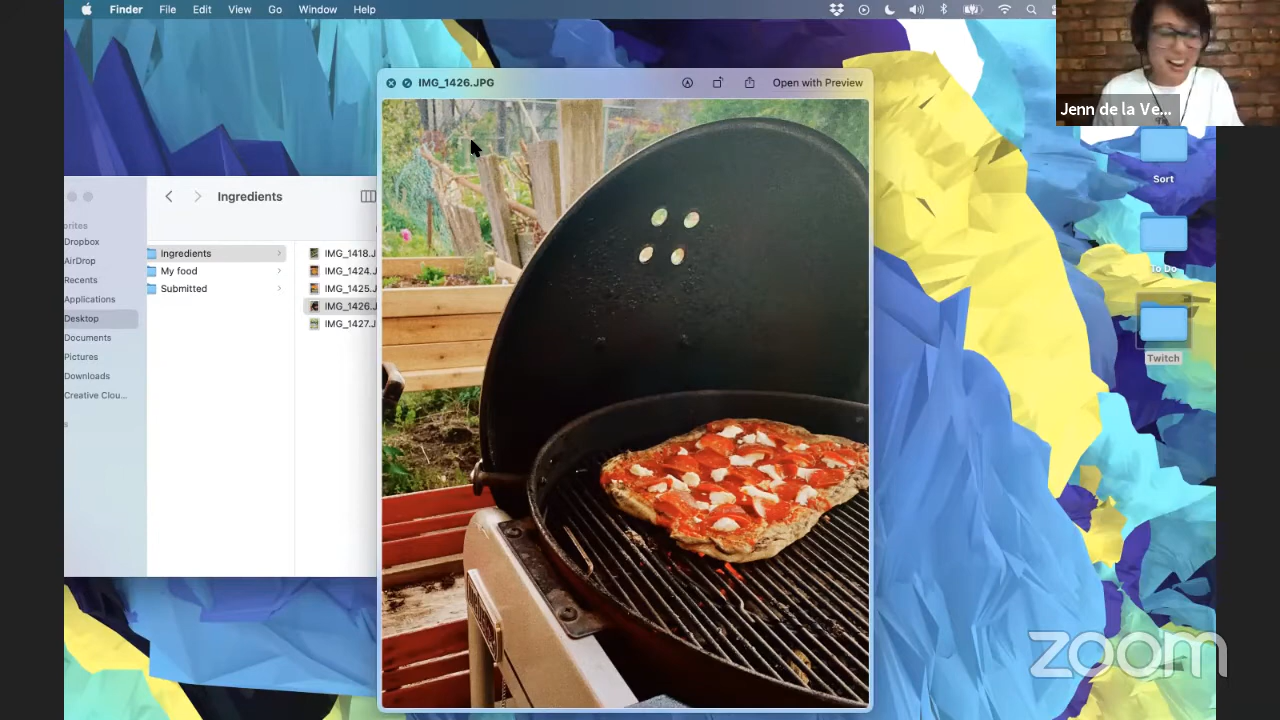 Finder File Edit View Go Window Help
IMG_1426.JPG Open with Preview
Jenn de la Ve...
Ingredients
orites
Dropbox
AirDrop
Recents
Applications
Desktop
Documents
Pictures
Downloads
Creative Clou...
s
Ingredients
My food
Submitted
IMG_1418.J
IMG_1424.J
IMG_1425.J
IMG_1426.J
IMG_1427.J
Sort
To Do
Twitch
zoom